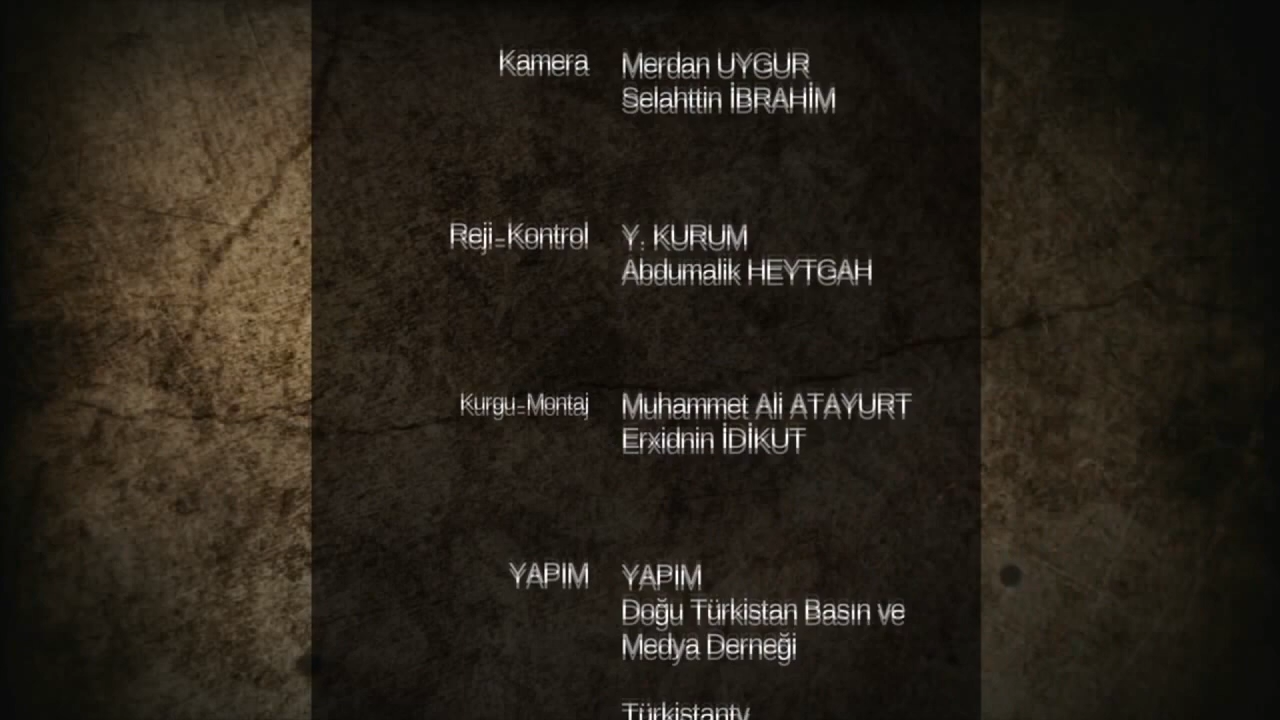 Kamera Merdan UYGUR
Selahttin İBRAHİM
Reji-Kontrol Y. KURUM
Abdumalik HEYTGAH
Kurgu-Montaj Muhammet Ali ATAYURT
Erxidnin İDİKUT
YAPIM YAPIM
Doğu Türkistan Basın ve
Medya Derneği
Türkistantv